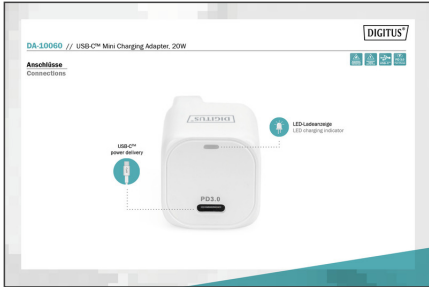 DIGITUS®
DA-10060 // USB-C™ Mini Charging Adapter, 20W
Anschlüsse
Connections
DIGITUS
LED-Ladeanzeige
LED charging indicator
USB-C™
power delivery
PD3.0